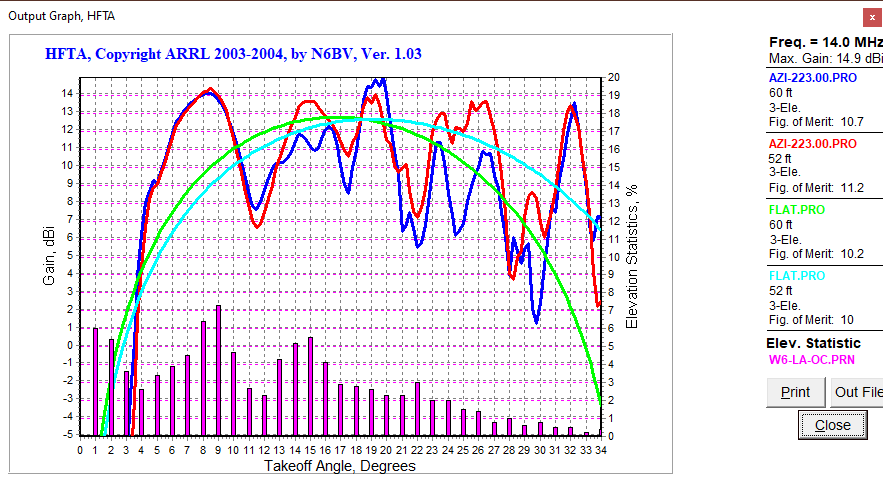 Output Graph, HFTA
x
HFTA, Copyright ARRL 2003-2004, by N6BV, Ver. 1.03
Gain, dBi
14
13
12
11
10
9
8
7
6
5
4
3
2
1
0
-1
-2
-3
-4
-5
20
19
18
17
16
15
14
13
12
11
10
9
8
7
6
5
4
3
2
1
0
Elevation Statistics, %
0 1 2 3 4 5 6 7 8 9 10 11 12 13 14 15 16 17 18 19 20 21 22 23 24 25 26 27 28 29 30 31 32 33 34
Takeoff Angle, Degrees
Freq. = 14.0 MHz
Max. Gain: 14.9 dBi
AZI-223.00.PRO
60 ft
3-Ele.
Fig. of Merit: 10.7
AZI-223.00.PRO
52 ft
3-Ele.
Fig. of Merit: 11.2
FLAT.PRO
60 ft
3-Ele.
Fig. of Merit: 10.2
FLAT.PRO
52 ft
3-Ele.
Fig. of Merit: 10
Elev. Statistic
W6-LA-OC.PRN
Print
Out File
Close